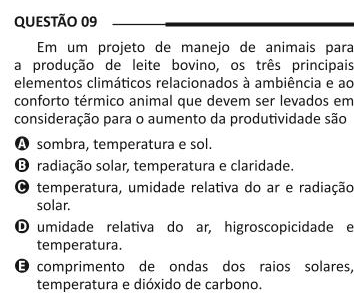 QUESTÃO 09
Em um projeto de manejo de animais para
a produção de leite bovino, os três principais
elementos climáticos relacionados à ambiência e ao
conforto térmico animal que devem ser levados em
consideração para o aumento da produtividade são
A sombra, temperatura e sol.
B radiação solar, temperatura e claridade.
C temperatura, umidade relativa do ar e radiação
solar.
D umidade relativa do ar, higroscopicidade e
temperatura.
E comprimento de ondas dos raios solares,
temperatura e dióxido de carbono.